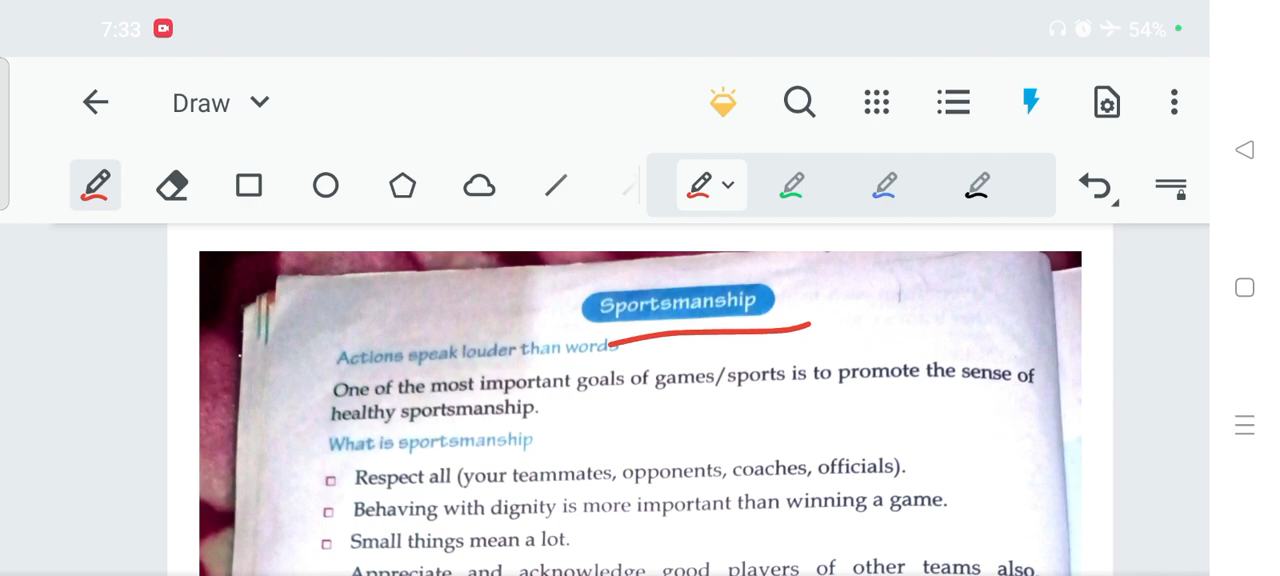 7:33
54%
Draw
Sportsmanship
Actions speak louder than words
One of the most important goals of games/sports is to promote the sense of
healthy sportsmanship.
What is sportsmanship
Respect all (your teammates, opponents, coaches, officials).
Behaving with dignity is more important than winning a game.
Small things mean a lot.
Appreciate and acknowledge good players of other teams also